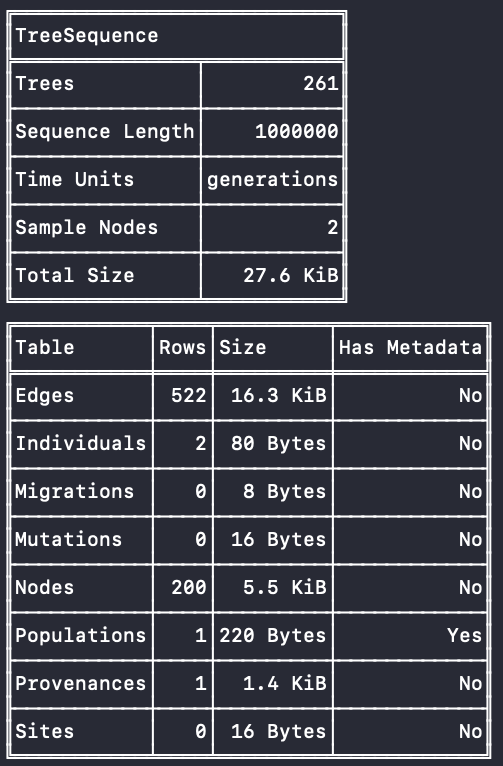 TreeSequence
Trees 261
Sequence Length 1000000
Time Units generations
Sample Nodes 2
Total Size 27.6 KiB
Table Rows Size Has Metadata
Edges 522 16.3 KiB No
Individuals 2 80 Bytes No
Migrations 0 8 Bytes No
Mutations 0 16 Bytes No
Nodes 200 5.5 KiB No
Populations 1 220 Bytes Yes
Provenances 1 1.4 KiB No
Sites 0 16 Bytes No